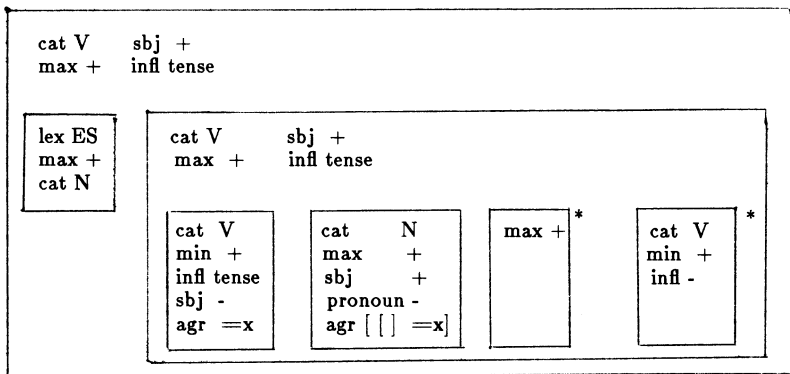 cat V sbj +
max + infl tense
lex ES
max +
cat N
cat V sbj +
max + infl tense
cat V
min +
infl tense
sbj -
agr =x
cat N
max +
sbj +
pronoun -
agr [ [ ] =x]
max +
*
cat V
min +
infl -
*